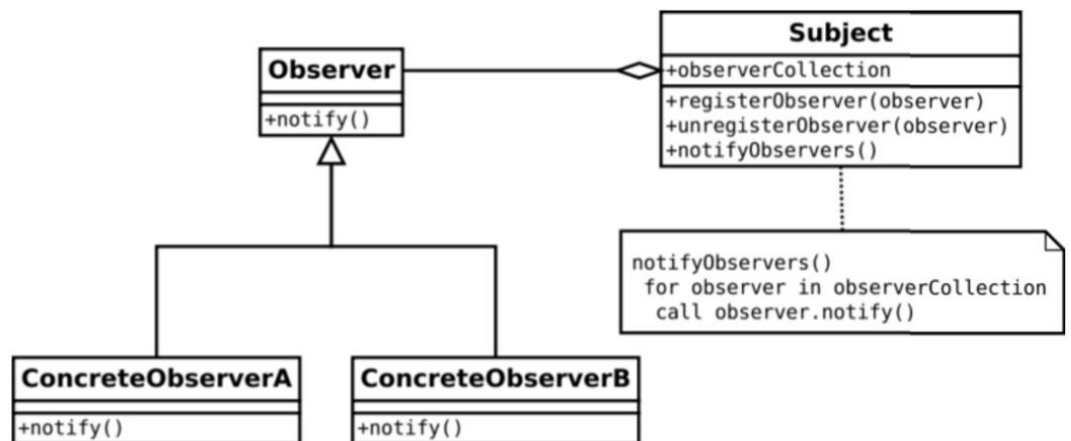 Observer
+notify()
Subject
+observerCollection
+registerObserver(observer)
+unregisterObserver(observer)
+notifyObservers()
notifyObservers()
for observer in observerCollection
call observer.notify()
ConcreteObserverA
+notify()
ConcreteObserverB
+notify()